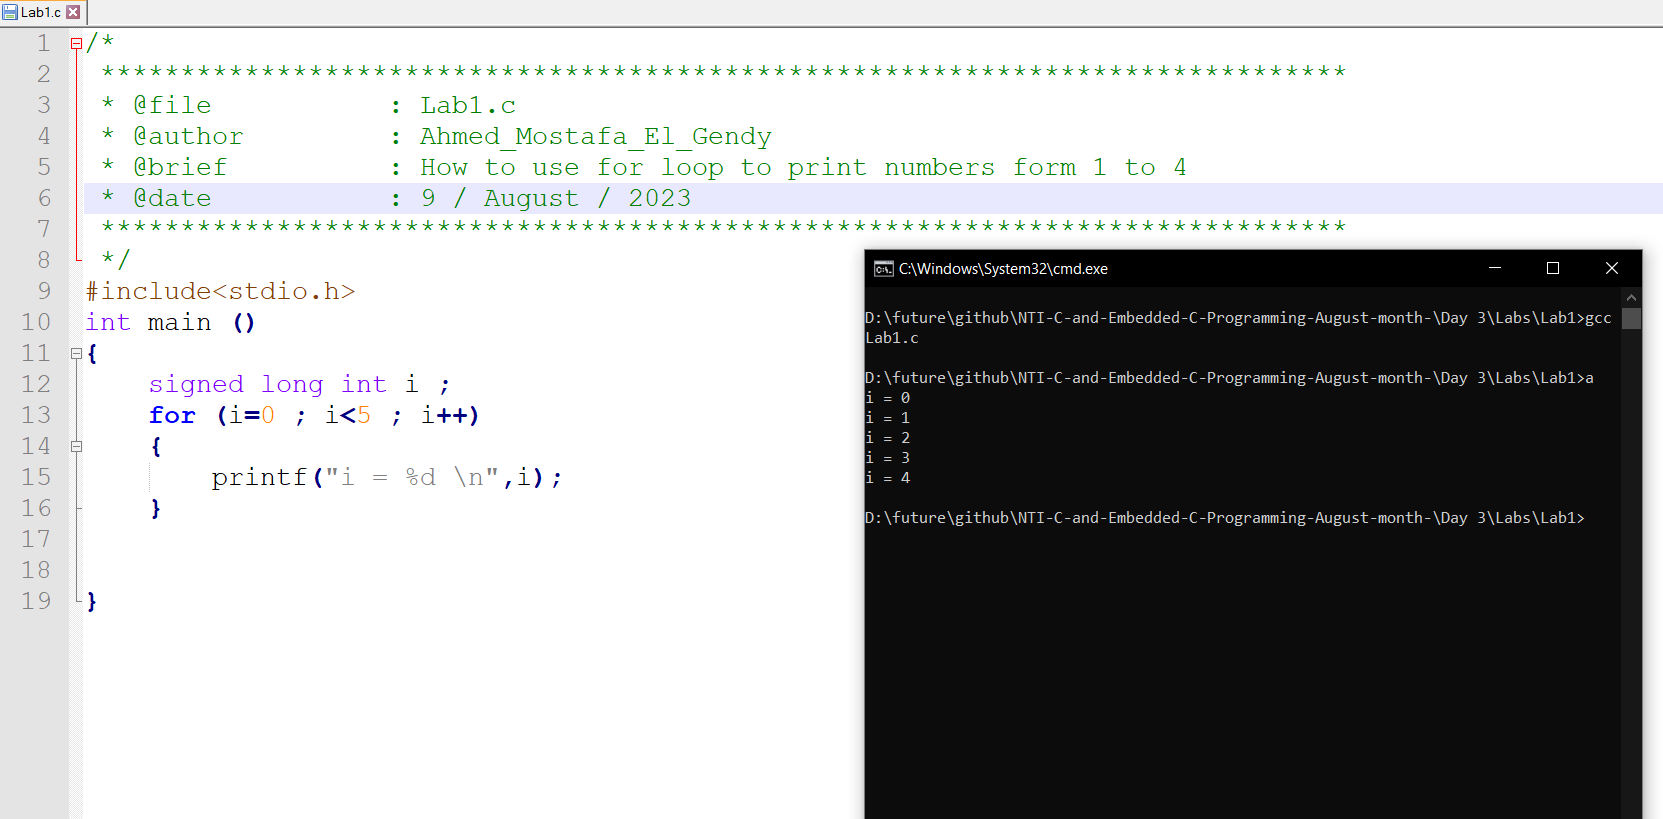 Lab1.c
1 /*
2 ******************************************************************************
3 * @file : Lab1.c
4 * @author : Ahmed_Mostafa_El_Gendy
5 * @brief : How to use for loop to print numbers form 1 to 4
6 * @date : 9 / August / 2023
7 ******************************************************************************
8 */
9 #include<stdio.h>
10 int main ()
11 {
12 signed long int i ;
13 for (i=0 ; i<5 ; i++)
14 {
15 printf("i = %d \n",i);
16 }
17
18
19 }
C:\Windows\System32\cmd.exe
D:\future\github\NTI-C-and-Embedded-C-Programming-August-month-\Day 3\Labs\Lab1>gcc
Lab1.c
D:\future\github\NTI-C-and-Embedded-C-Programming-August-month-\Day 3\Labs\Lab1>a
i = 0
i = 1
i = 2
i = 3
i = 4
D:\future\github\NTI-C-and-Embedded-C-Programming-August-month-\Day 3\Labs\Lab1>